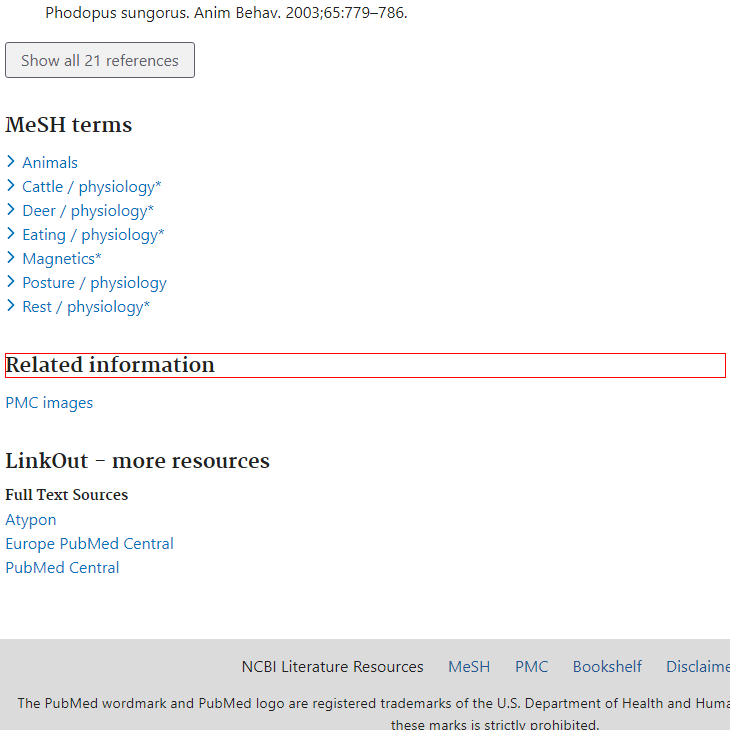 Phodopus sungorus. Anim Behav. 2003;65:779–786.
Show all 21 references
MeSH terms
Animals
Cattle / physiology*
Deer / physiology*
Eating / physiology*
Magnetics*
Posture / physiology
Rest / physiology*
Related information
PMC images
LinkOut - more resources
Full Text Sources
Atypon
Europe PubMed Central
PubMed Central
NCBI Literature Resources MeSH PMC Bookshelf Disclaime
The PubMed wordmark and PubMed logo are registered trademarks of the U.S. Department of Health and Huma
these marks is strictly prohibited.